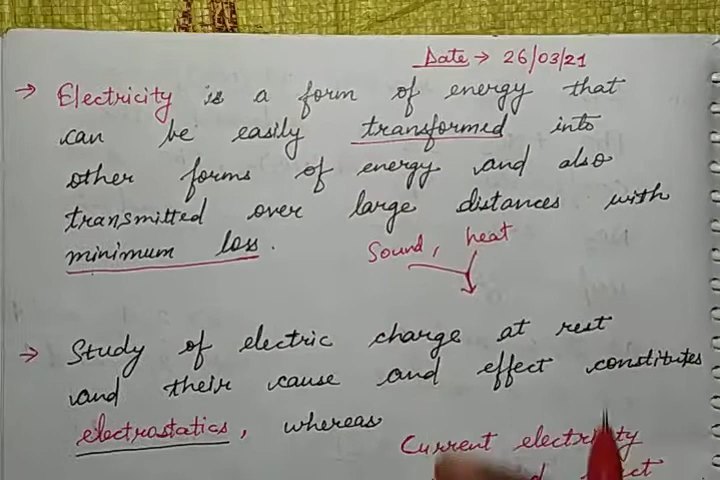 Date → 26/03/21
→ Electricity is a form of energy that
can be easily transformed into
other forms of energy and also
transmitted over large distances with
minimum loss.
Sound, heat
→ Study of electric charge at rest
and their cause and effect constitutes
electrostatics, whereas
Current electricity